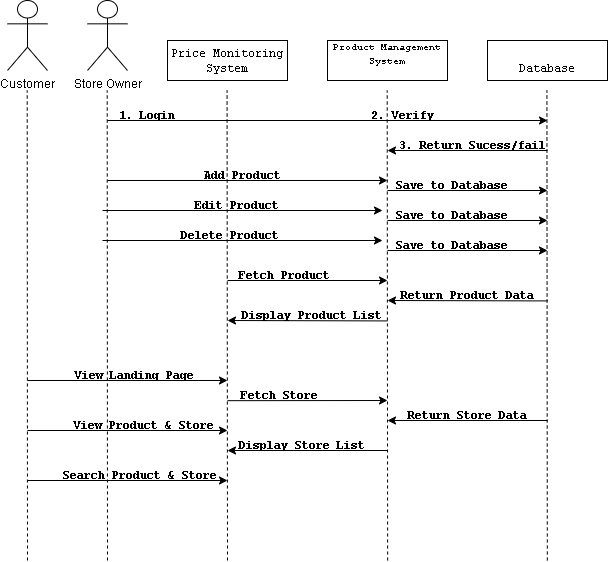 Customer
Store Owner
Price Monitoring
System
Product Management
System
Database
1. Login
2. Verify
3. Return Sucess/fail
Add Product
Save to Database
Edit Product
Save to Database
Delete Product
Save to Database
Fetch Product
Return Product Data
Display Product List
View Landing Page
Fetch Store
Return Store Data
View Product & Store
Display Store List
Search Product & Store